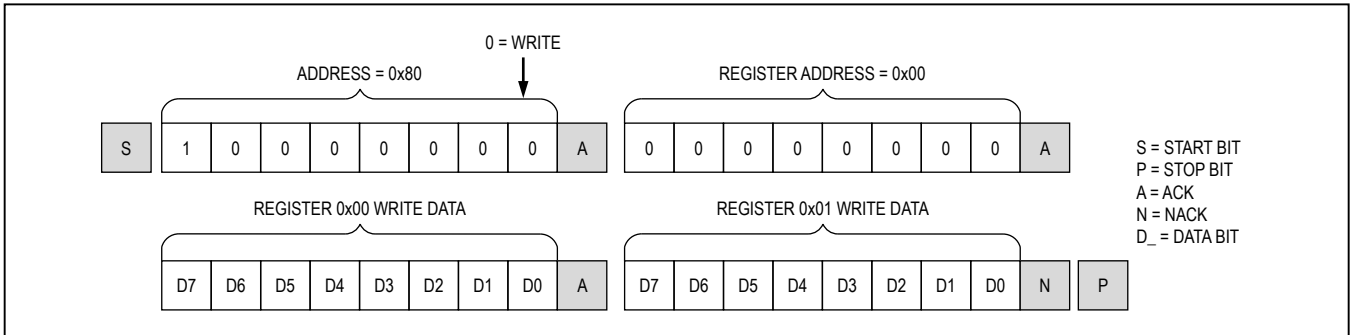 0 = WRITE
ADDRESS = 0x80 REGISTER ADDRESS = 0x00
S 1 0 0 0 0 0 0 0 A 0 0 0 0 0 0 0 0 A
S = START BIT
P = STOP BIT
A = ACK
N = NACK
D_ = DATA BIT
REGISTER 0x00 WRITE DATA REGISTER 0x01 WRITE DATA
D7 D6 D5 D4 D3 D2 D1 D0 A D7 D6 D5 D4 D3 D2 D1 D0 N P